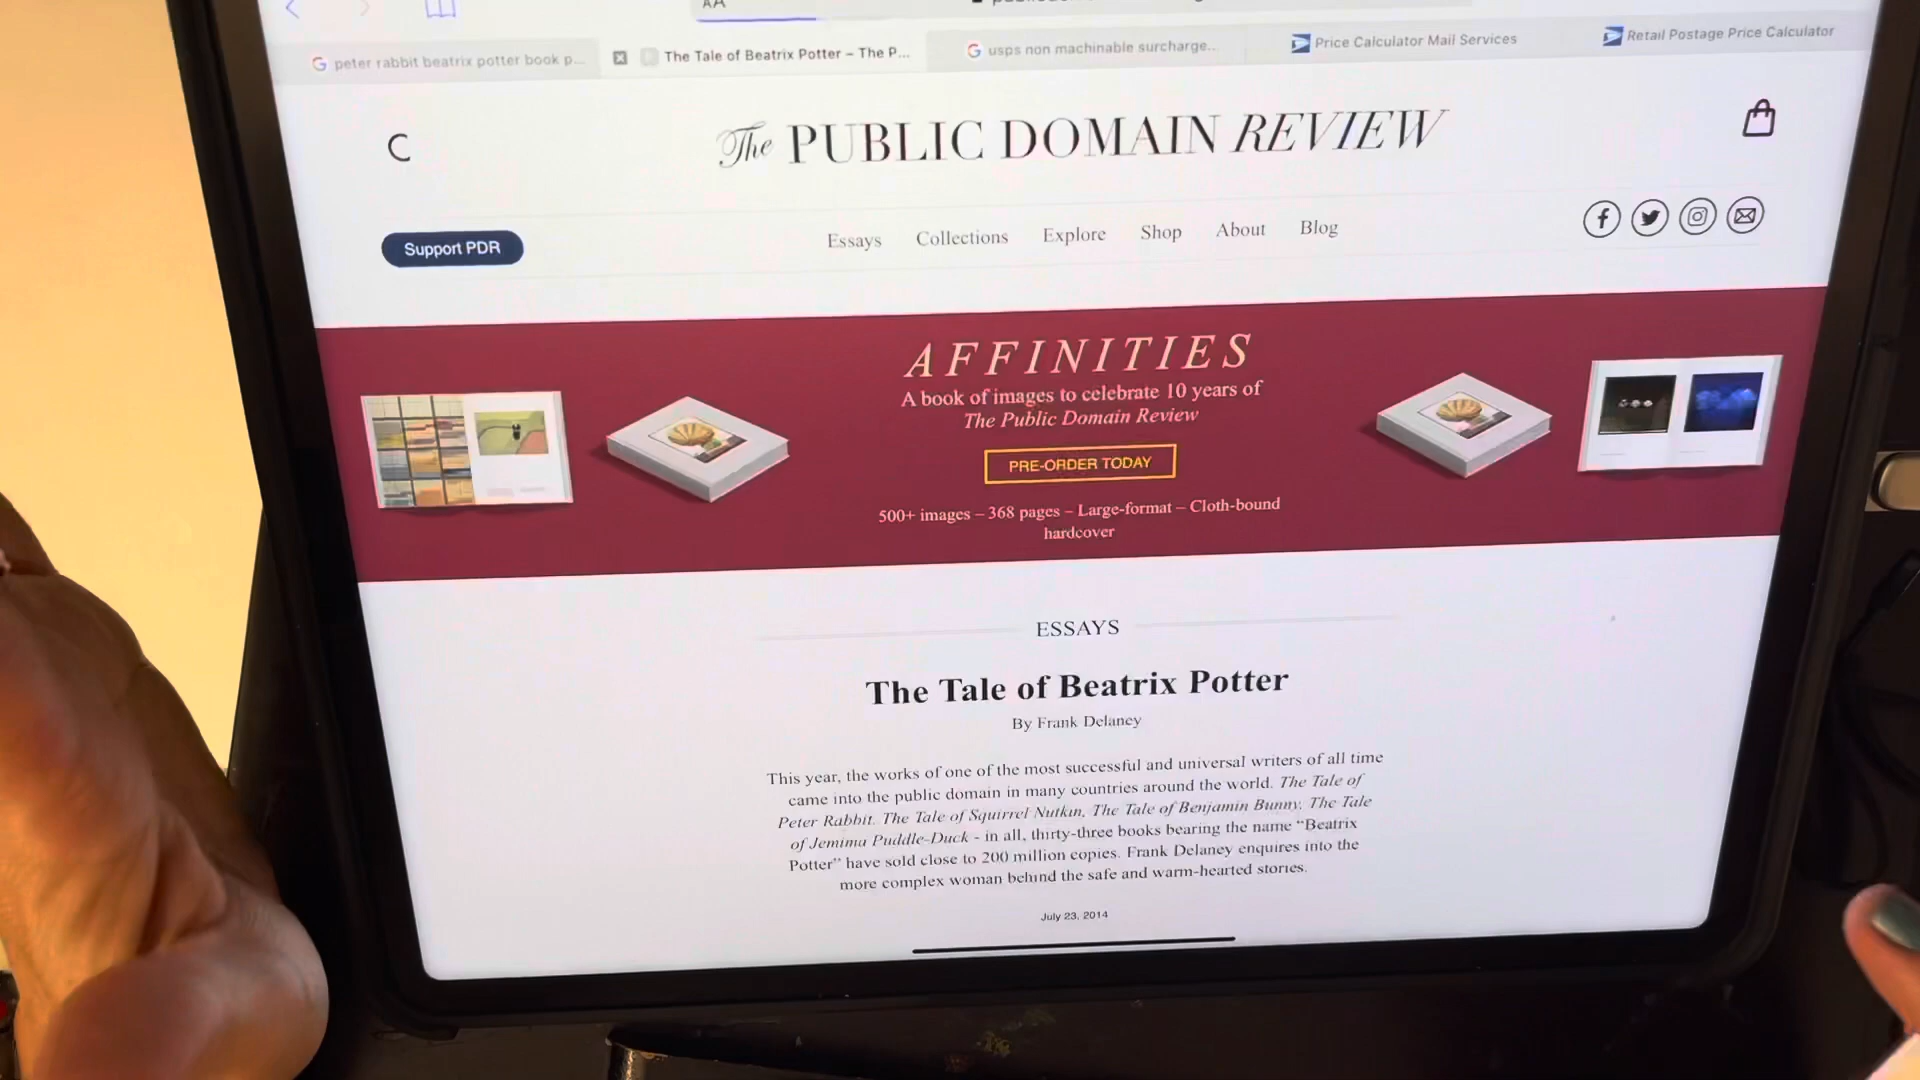 AA
peter rabbit beatrix potter book p...
The Tale of Beatrix Potter – The P...
usps non machinable surcharge...
Price Calculator Mail Services
Retail Postage Price Calculator
The PUBLIC DOMAIN REVIEW
Support PDR
Essays
Collections
Explore
Shop
About
Blog
AFFINITIES
A book of images to celebrate 10 years of
The Public Domain Review
PRE-ORDER TODAY
500+ images – 368 pages – Large-format – Cloth-bound
hardcover
ESSAYS
The Tale of Beatrix Potter
By Frank Delaney
This year, the works of one of the most successful and universal writers of all time
came into the public domain in many countries around the world. The Tale of
Peter Rabbit, The Tale of Squirrel Nutkin, The Tale of Benjamin Bunny, The Tale
of Jemima Puddle-Duck - in all, thirty-three books bearing the name “Beatrix
Potter” have sold close to 200 million copies. Frank Delaney enquires into the
more complex woman behind the safe and warm-hearted stories.
July 23, 2014